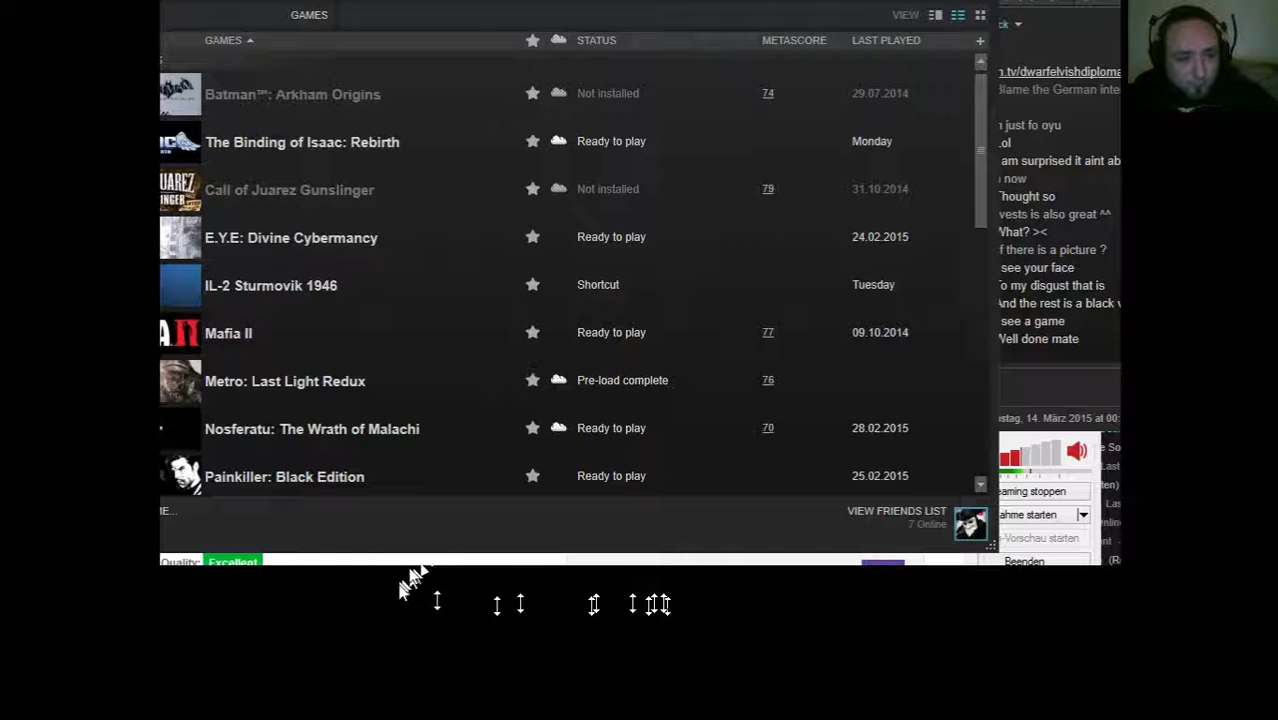 GAMES
VIEW
GAMES STATUS METASCORE LAST PLAYED
Batman™: Arkham Origins Not installed 74 29.07.2014
The Binding of Isaac: Rebirth Ready to play Monday
Call of Juarez Gunslinger Not installed 79 31.10.2014
E.Y.E: Divine Cybermancy Ready to play 24.02.2015
IL-2 Sturmovik 1946 Shortcut Tuesday
Mafia II Ready to play 77 09.10.2014
Metro: Last Light Redux Pre-load complete 76
Nosferatu: The Wrath of Malachi Ready to play 70 28.02.2015
Painkiller: Black Edition Ready to play 25.02.2015
ME...
VIEW FRIENDS LIST
7 Online
Quality: Excellent
ck
n.tv/dwarfelvishdiploma
Blame the German inte
n just fo oyu
Lol
am surprised it aint ab
n now
Thought so
vests is also great ^^
What? ><
f there is a picture ?
see your face
To my disgust that is
And the rest is a black v
see a game
Well done mate
stag, 14. März 2015 at 00:
eaming stoppen
ahme starten
e-Vorschau starten
Beenden